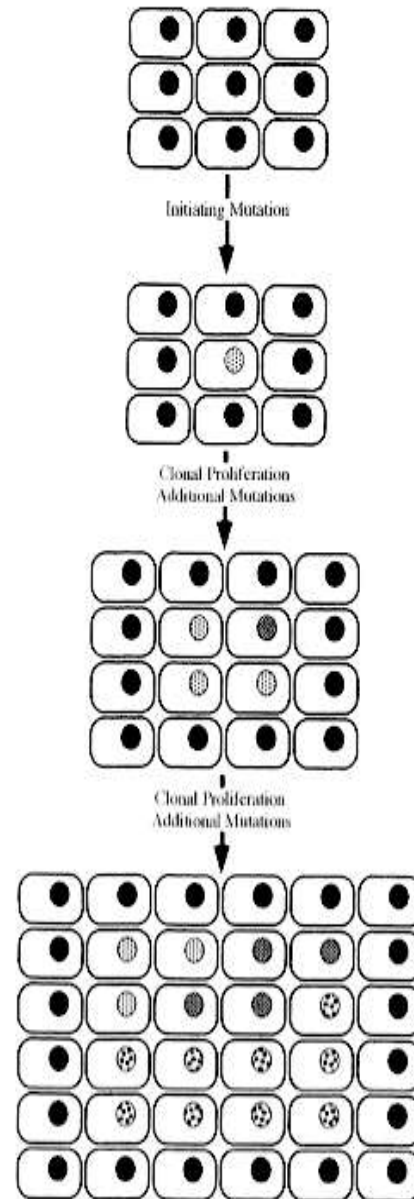 Initiating Mutation
Clonal Proliferation
Additional Mutations
Clonal Proliferation
Additional Mutations